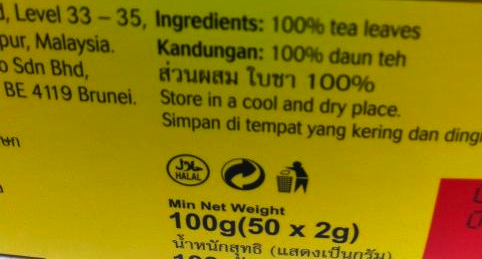 Level 33 – 35,
pur, Malaysia.
Sdn Bhd,
BE 4119 Brunei.
Ingredients: 100% tea leaves
Kandungan: 100% daun teh
ส่วนผสม ใบชา 100%
Store in a cool and dry place.
Simpan di tempat yang kering dan dingi
حلال
HALAL
Min Net Weight
100g(50 x 2g)
น้ำหนักสุทธิ (แสดงเป็นกรัม)